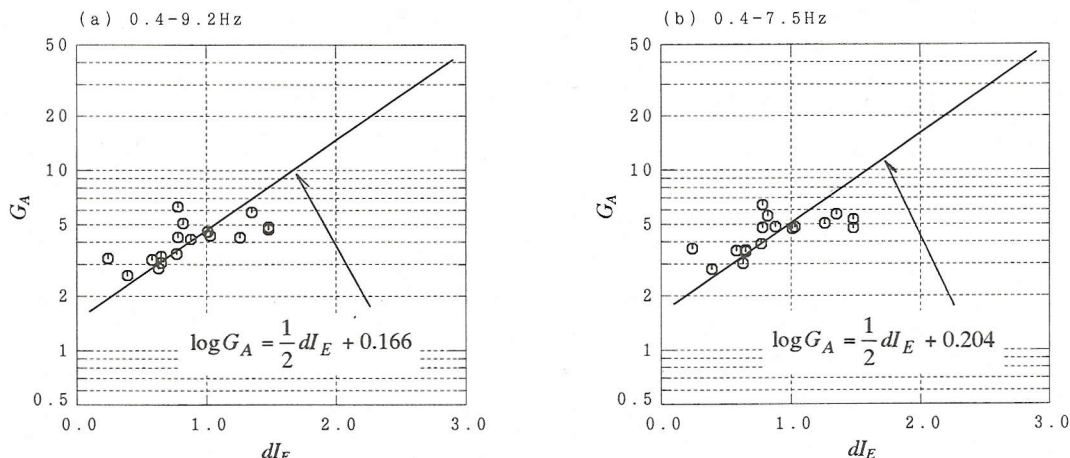 (a) 0.4-9.2Hz
50
20
10
5
2
1
0.5
G_A
0.0 1.0 2.0 3.0
dI_E
log G_A = 1/2 dI_E + 0.166
(b) 0.4-7.5Hz
50
20
10
5
2
1
0.5
G_A
0.0 1.0 2.0 3.0
dI_E
log G_A = 1/2 dI_E + 0.204